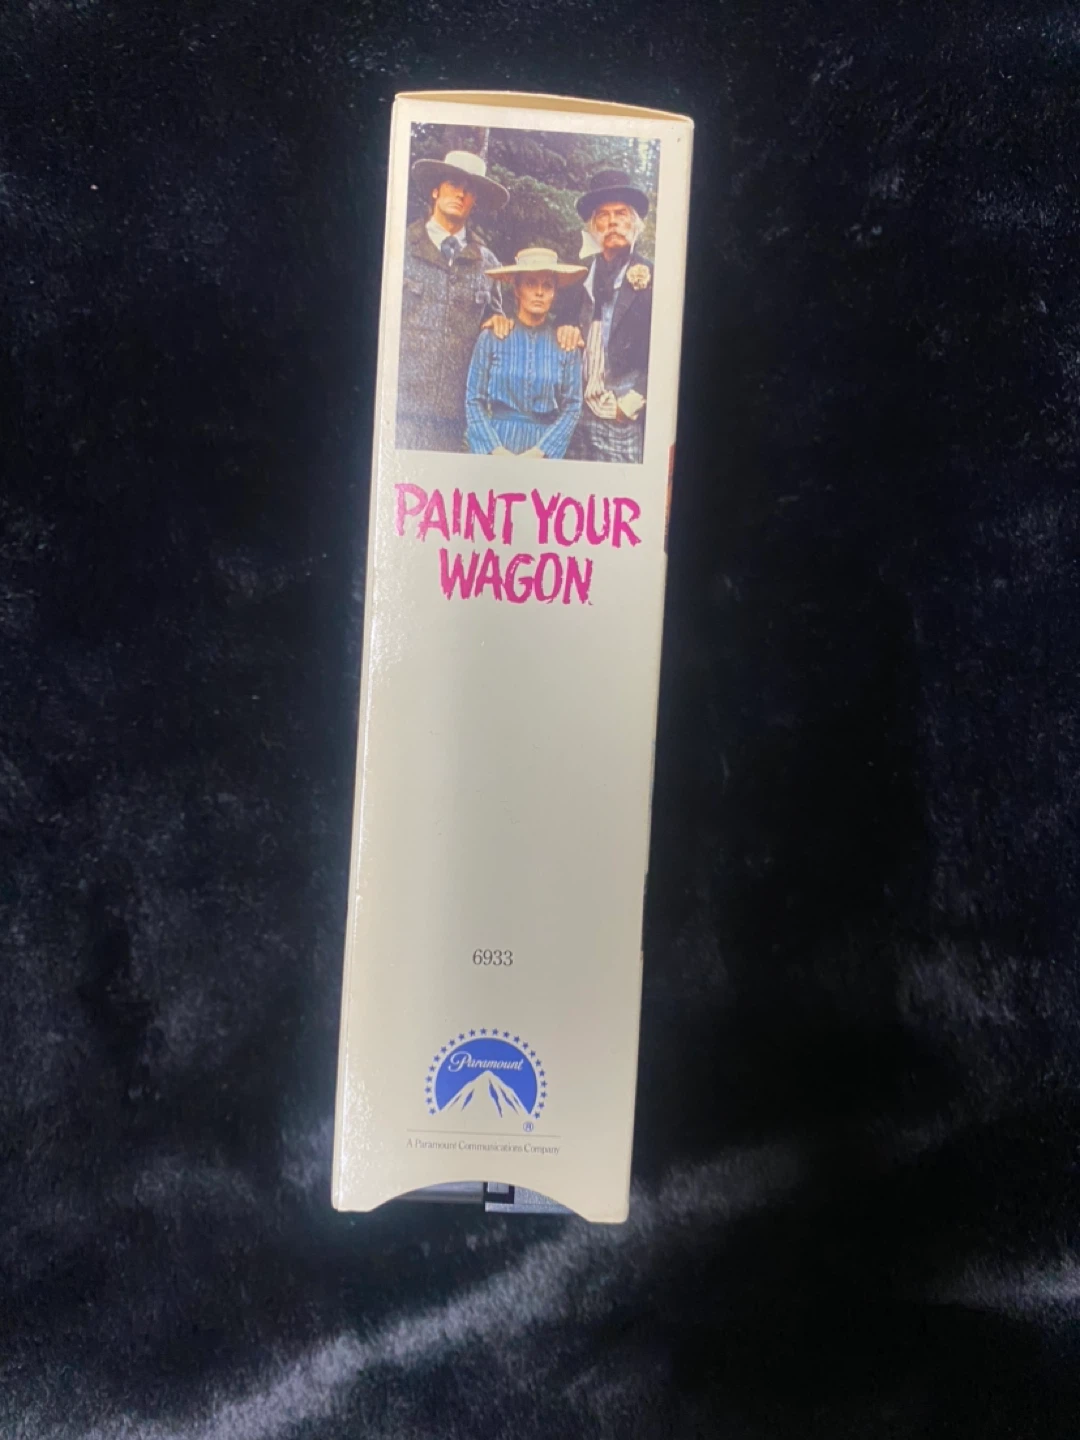 PAINT YOUR
WAGON
6933
Paramount
®
A Paramount Communications Company